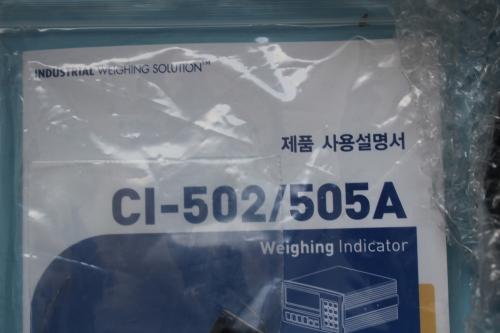 INDUSTRIAL WEIGHING SOLUTION™
제품 사용설명서
CI-502/505A
Weighing Indicator